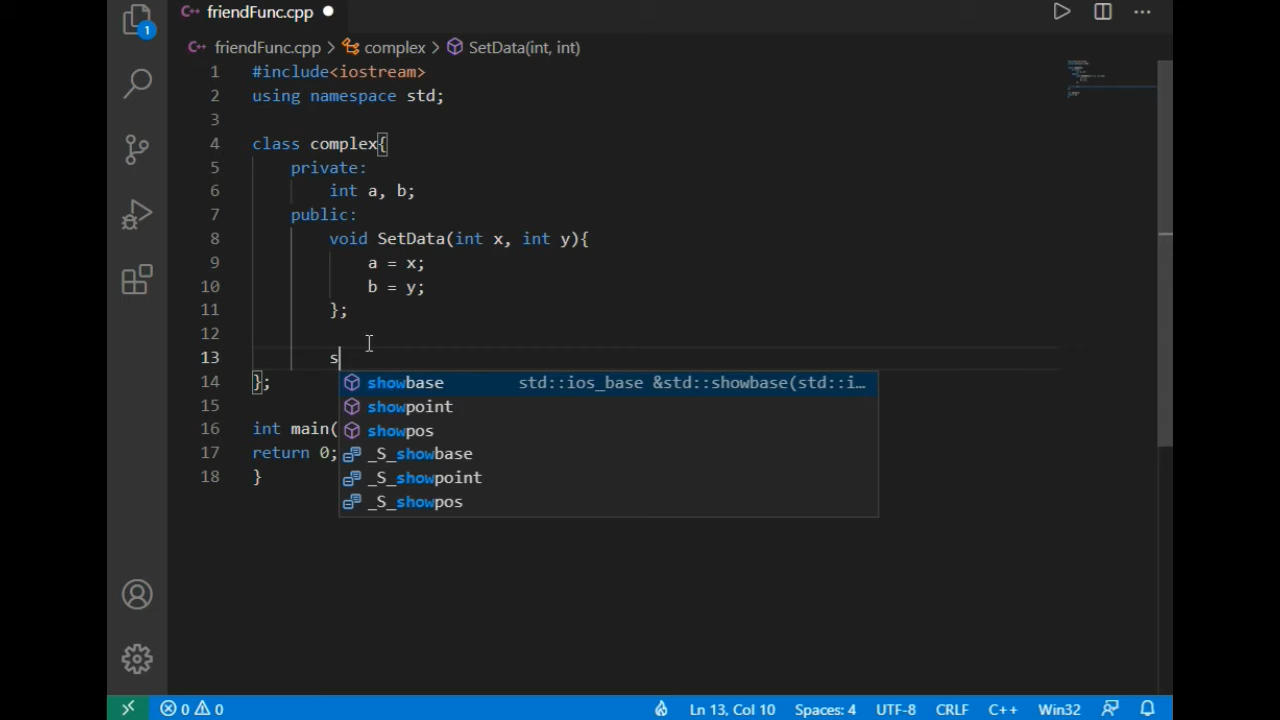 friendFunc.cpp
1
friendFunc.cpp > complex > SetData(int, int)
1 #include<iostream>
2 using namespace std;
3
4 class complex{
5 private:
6 int a, b;
7 public:
8 void SetData(int x, int y){
9 a = x;
10 b = y;
11 };
12
13 s
14 };
showbase std::ios_base &std::showbase(std::i…
15
showpoint
16 int main(
showpos
17 return 0;
_S_showbase
18 }
_S_showpoint
_S_showpos
0 0 Ln 13, Col 10 Spaces: 4 UTF-8 CRLF C++ Win32